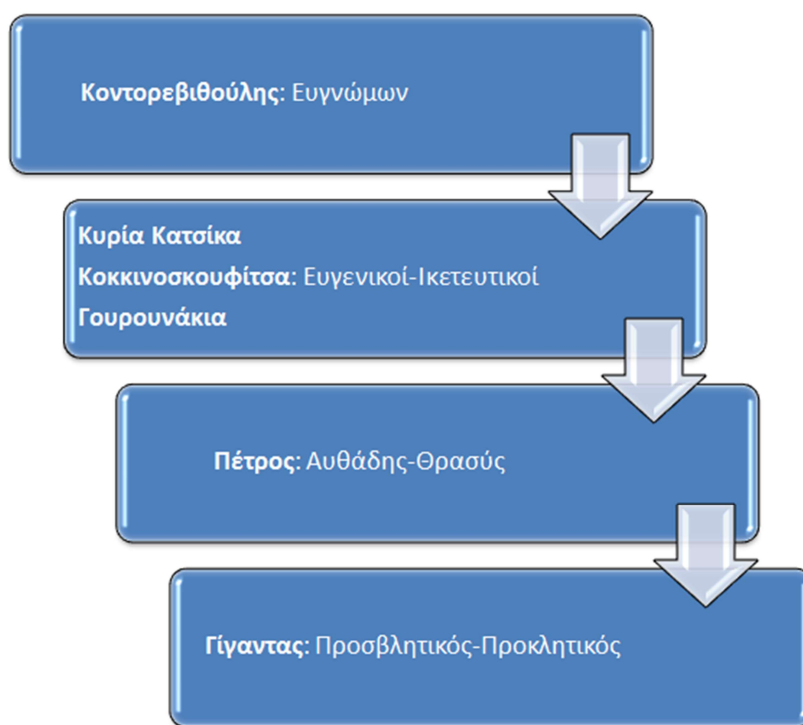 Κοντορεβιθούλης: Ευγνώμων
Κυρία Κατσίκα
Κοκκινοσκουφίτσα: Ευγενικοί-Ικετευτικοί
Γουρουνάκια
Πέτρος: Αυθάδης-Θρασύς
Γίγαντας: Προσβλητικός-Προκλητικός